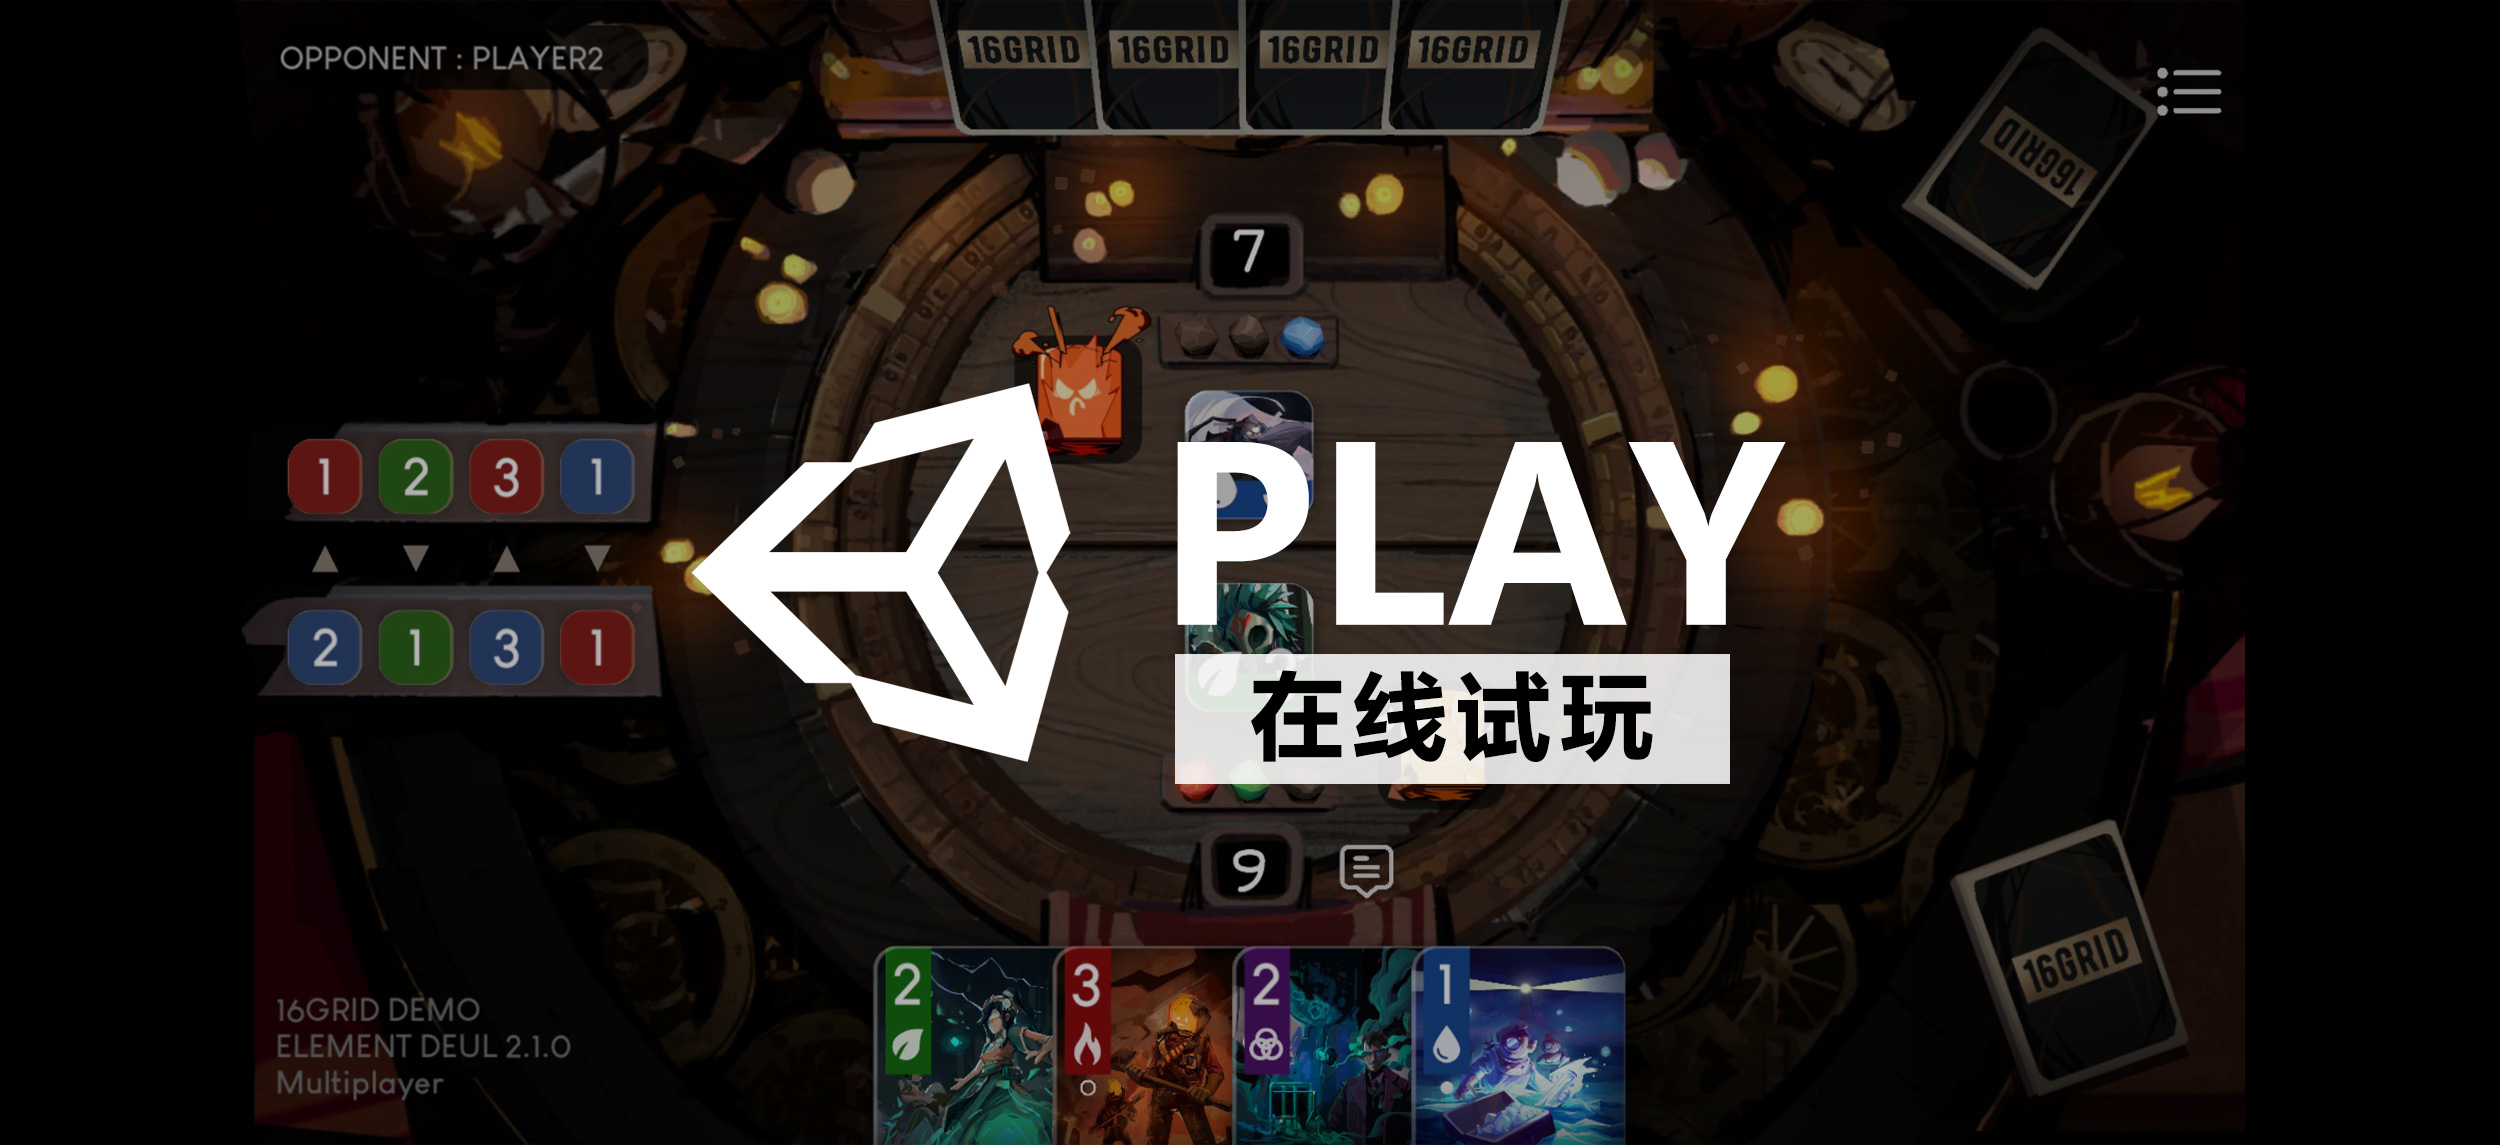 OPPONENT : PLAYER2
16GRID 16GRID 16GRID 16GRID
16GRID
7
1 2 3 1
▲ ▼ ▲ ▼
2 1 3 1
PLAY
在线试玩
9
2 3 2 1
16GRID
16GRID DEMO
ELEMENT DEUL 2.1.0
Multiplayer